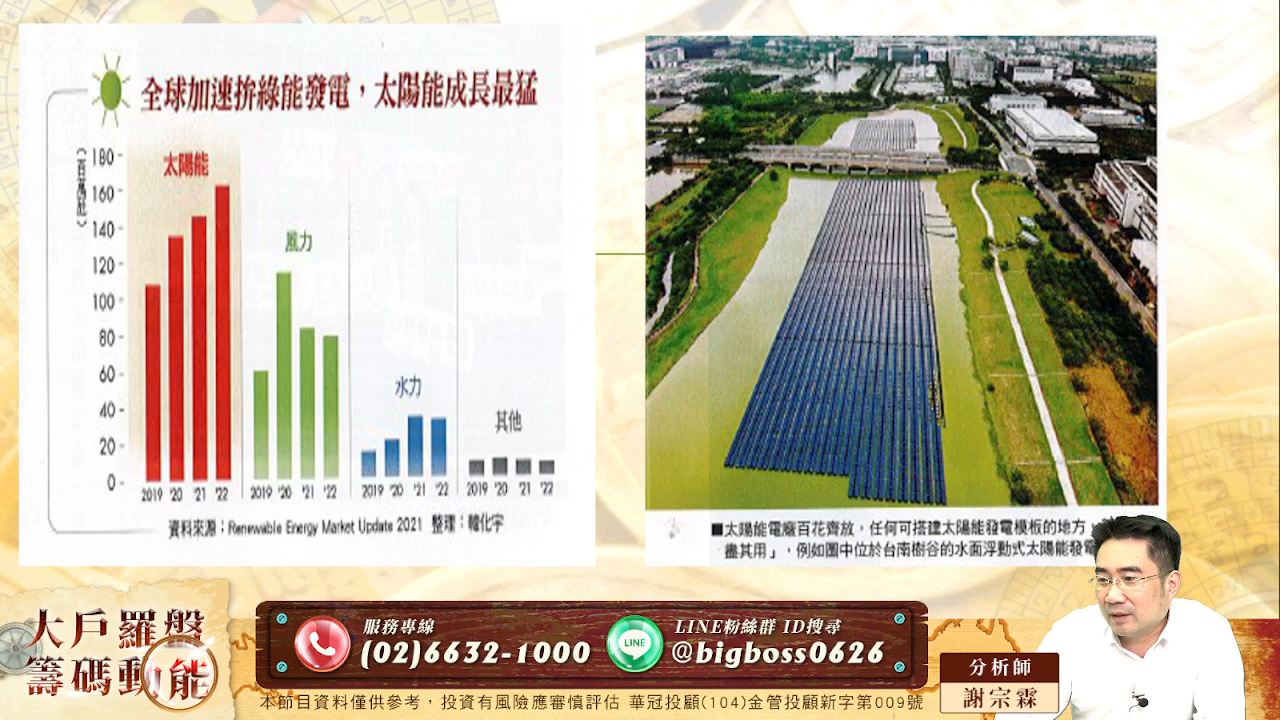 全球加速拚綠能發電，太陽能成長最猛
（百萬瓩）
180
160
140
120
100
80
60
40
20
0
太陽能
風力
水力
其他
2019 '20 '21 '22
2019 '20 '21 '22
2019 '20 '21 '22
2019 '20 '21 '22
資料來源：Renewable Energy Market Update 2021 整理：韓化宇
■太陽能電廠百花齊放，任何可搭建太陽能發電模板的地方
盡其用」，例如圖中位於台南樹谷的水面浮動式太陽能發電
大戶羅盤
籌碼動能
服務專線
(02)6632-1000
LINE
LINE粉絲群 ID搜尋
@bigboss0626
分析師
謝宗霖
本節目資料僅供參考，投資有風險應審慎評估 華冠投顧(104)金管投顧新字第009號